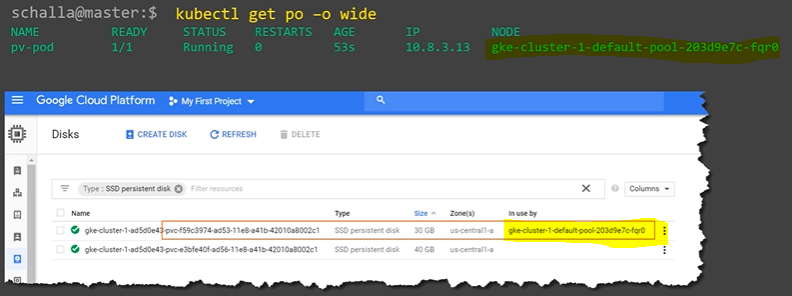 schalla@master:$ kubectl get po –o wide
NAME READY STATUS RESTARTS AGE IP NODE
pv-pod 1/1 Running 0 53s 10.8.3.13 gke-cluster-1-default-pool-203d9e7c-fqr0
Google Cloud Platform My First Project
Disks CREATE DISK REFRESH DELETE
Type : SSD persistent disk Filter resources Columns
Name Type Size Zone(s) In use by
gke-cluster-1-ad5d0e43-pvc-f59c3974-ad53-11e8-a41b-42010a8002c1 SSD persistent disk 30 GB us-central1-a gke-cluster-1-default-pool-203d9e7c-fqr0
gke-cluster-1-ad5d0e43-pvc-e3bfe40f-ad56-11e8-a41b-42010a8002c1 SSD persistent disk 40 GB us-central1-a